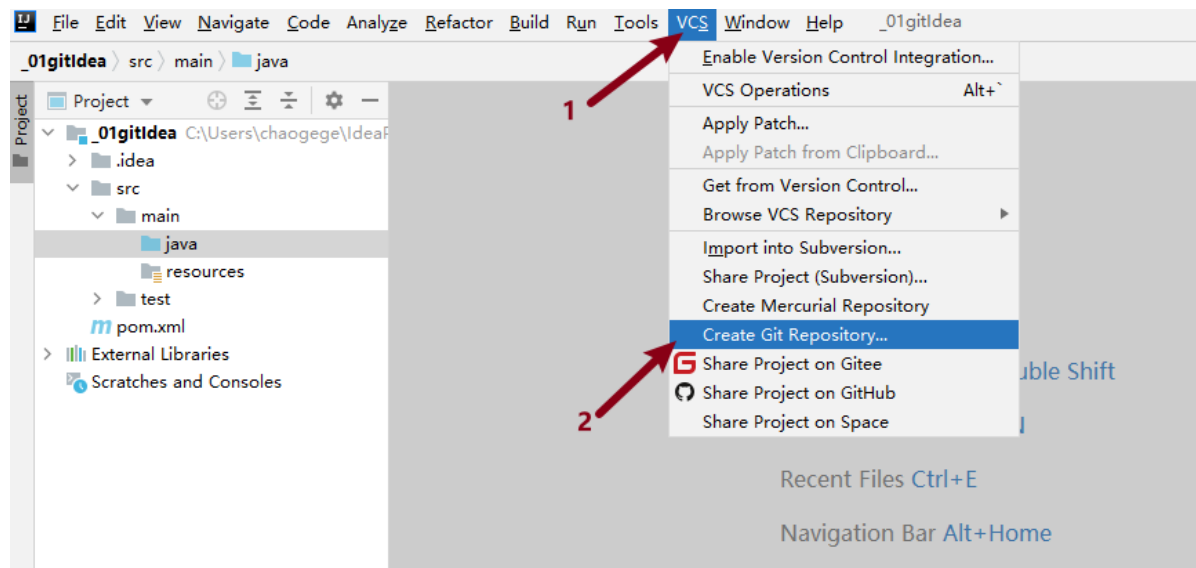 File Edit View Navigate Code Analyze Refactor Build Run Tools VCS Window Help _01gitIdea
_01gitIdea src main java
Project
Project
_01gitIdea C:\Users\chaogege\IdeaP
.idea
src
main
java
resources
test
pom.xml
External Libraries
Scratches and Consoles
1
Enable Version Control Integration...
VCS Operations Alt+`
Apply Patch...
Apply Patch from Clipboard...
Get from Version Control...
Browse VCS Repository
Import into Subversion...
Share Project (Subversion)...
Create Mercurial Repository
Create Git Repository...
Share Project on Gitee
Share Project on GitHub
Share Project on Space
2
Shift
Recent Files Ctrl+E
Navigation Bar Alt+Home